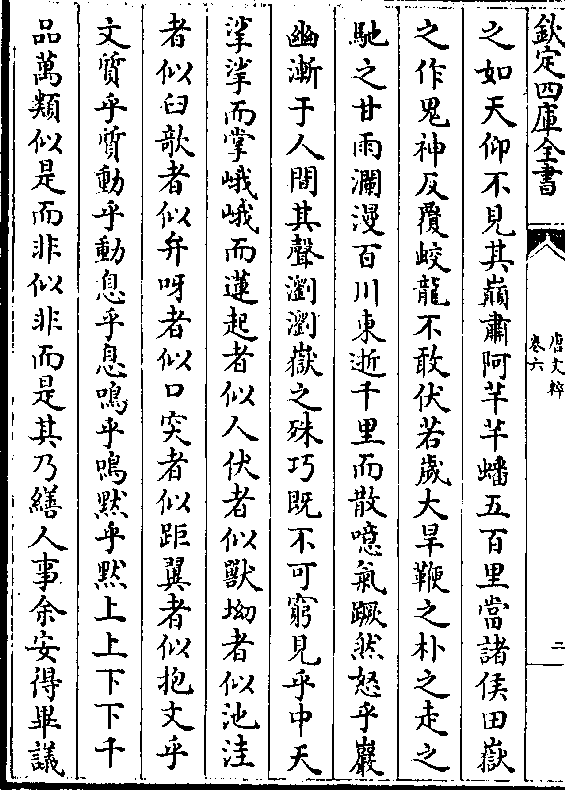 欽定四庫全書
唐文粹
卷六
二
之如天仰不見其巔肅阿芊芊蟠五百里當諸侯田嶽
之作鬼神反覆蛟龍不敢伏若歲大旱鞭之朴之走之
馳之甘雨瀾漫百川東逝千里而散噫氣蹶然怒乎巖
幽漸于人間其聲瀏瀏嶽之殊巧既不可窮見乎中天
挲挲而掌峨峨而蓮起者似人伏者似獸坳者似池洼
者似臼欹者似弁呀者似口突者似距翼者似抱文乎
文質乎質動乎動息乎息鳴乎鳴默乎默上上下下千
品萬類似是而非似非而是其乃繕人事余安得畢議